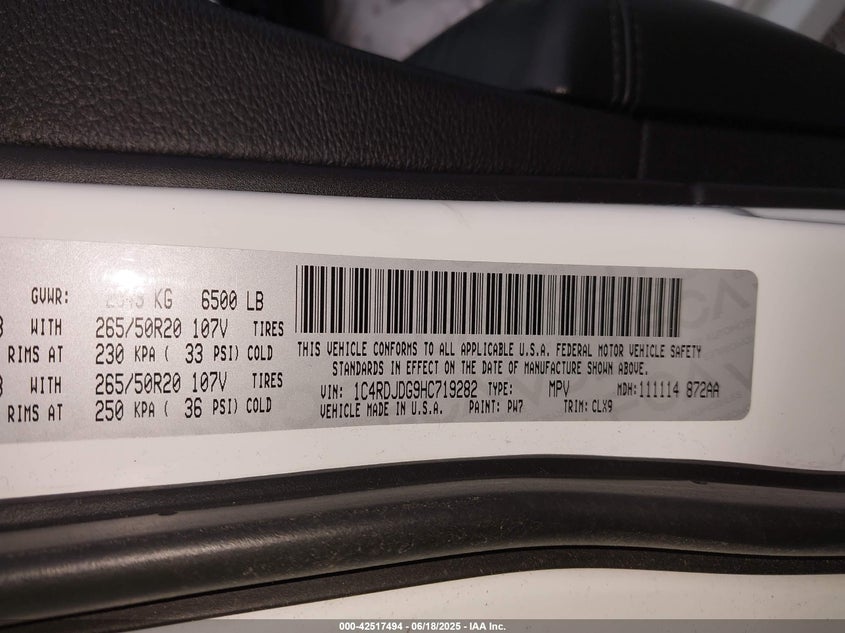 GVWR: KG 6500 LB
WITH 265/50R20 107V TIRES
RIMS AT 230 KPA ( 33 PSI) COLD
WITH 265/50R20 107V TIRES
RIMS AT 250 KPA ( 36 PSI) COLD
THIS VEHICLE CONFORMS TO ALL APPLICABLE U.S.A. FEDERAL MOTOR VEHICLE SAFETY
STANDARDS IN EFFECT ON THE DATE OF MANUFACTURE SHOWN ABOVE.
VIN: 1C4RDJDG9HC719282 TYPE: MPV MDH: 111114 872AA
VEHICLE MADE IN U.S.A. PAINT: PW7 TRIM: CLX9
000-42517494 - 06/18/2025 - IAA Inc.